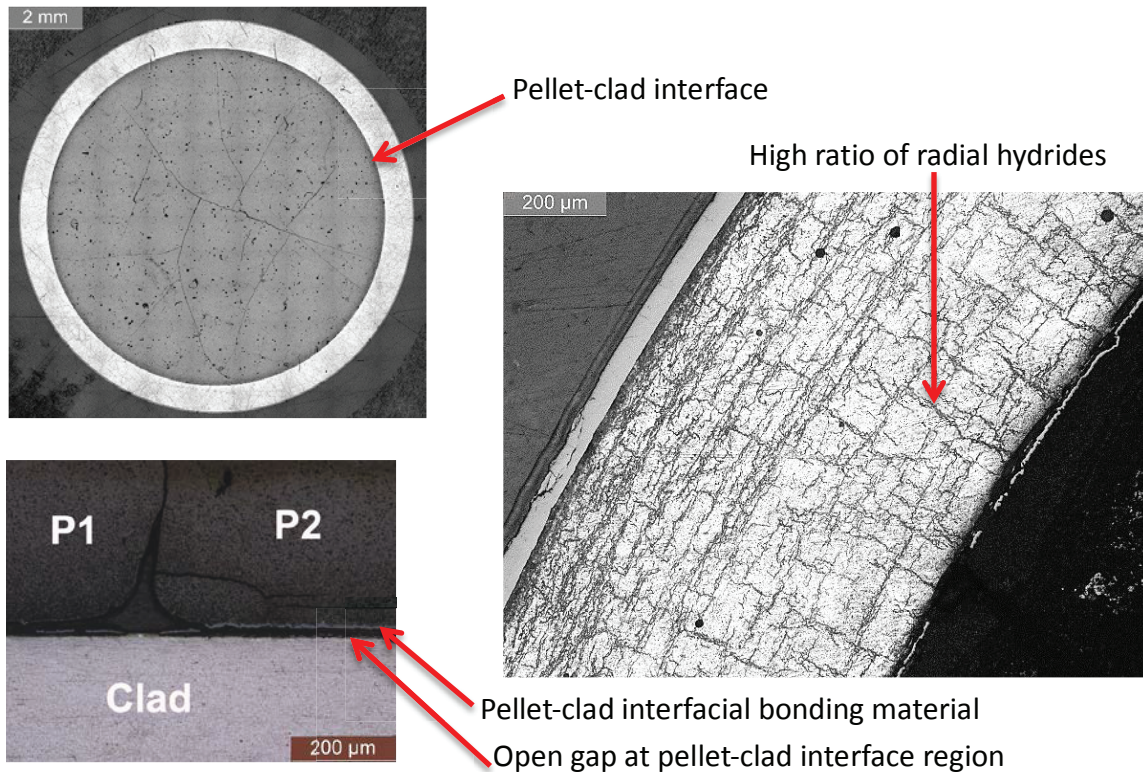 2 mm
Pellet-clad interface
High ratio of radial hydrides
200 µm
P1
P2
Clad
200 µm
Pellet-clad interfacial bonding material
Open gap at pellet-clad interface region